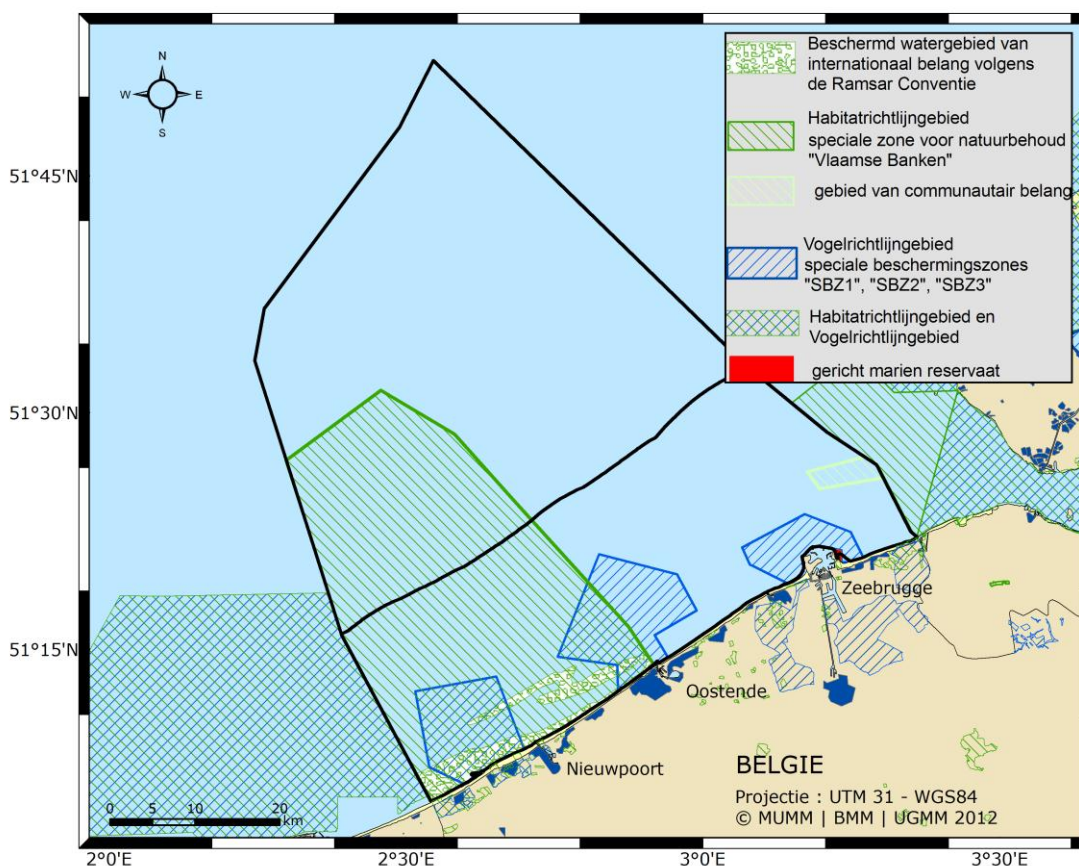 N
W E
S
Beschermd watergebied van
internationaal belang volgens
de Ramsar Conventie
Habitatrichtlijngebied
speciale zone voor natuurbehoud
"Vlaamse Banken"
gebied van communautair belang
Vogelrichtlijngebied
speciale beschermingszones
"SBZ1", "SBZ2", "SBZ3"
Habitatrichtlijngebied en
Vogelrichtlijngebied
gericht marien reservaat
51°45'N
51°30'N
51°15'N
Zeebrugge
Oostende
Nieuwpoort
BELGIE
Projectie : UTM 31 - WGS84
© MUMM | BMM | UGMM 2012
0 10 20
km
2°0'E 2°30'E 3°0'E 3°30'E